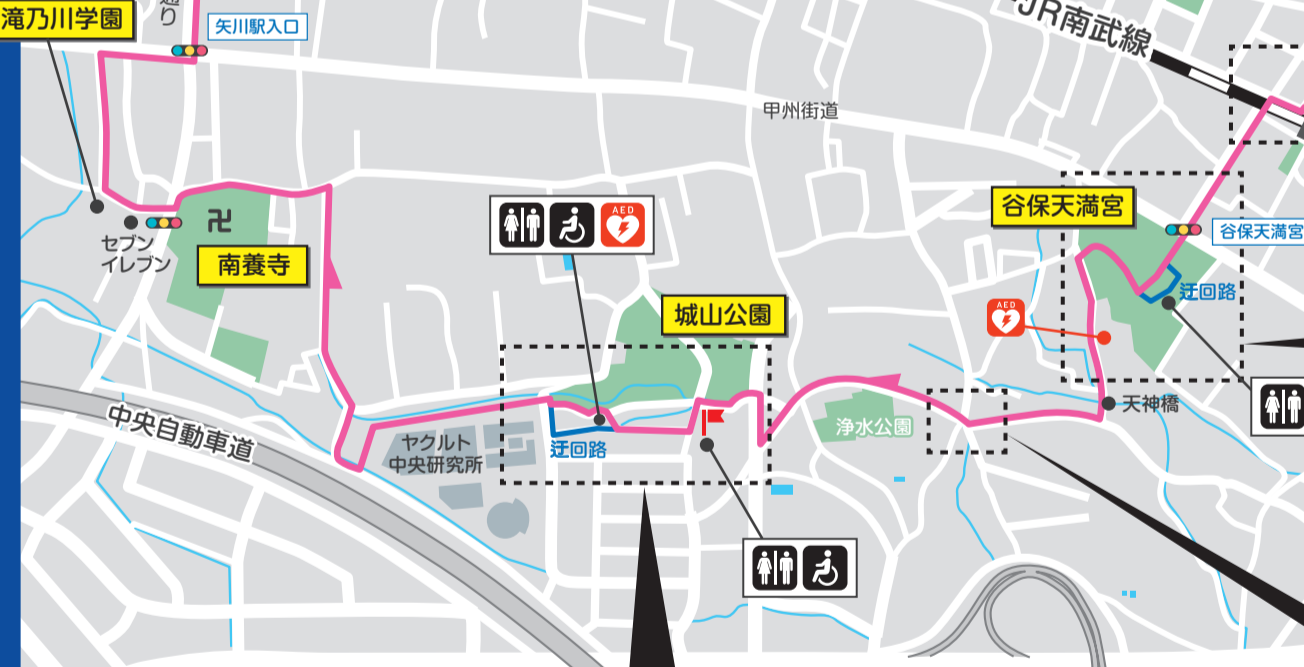 滝乃川学園
通り
矢川駅入口
JR南武線
甲州街道
セブン
イレブン
南養寺
AED
城山公園
谷保天満宮
谷保天満宮
迂回路
AED
天神橋
浄水公園
中央自動車道
ヤクルト
中央研究所
迂回路